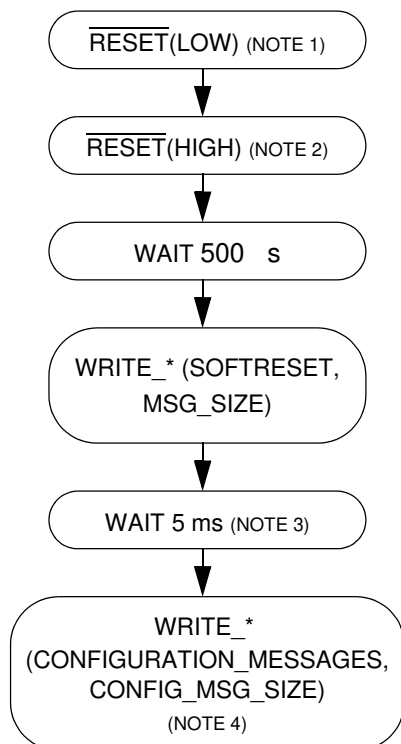 RESET(LOW) (NOTE 1)
RESET(HIGH) (NOTE 2)
WAIT 500 s
WRITE_* (SOFTRESET,
MSG_SIZE)
WAIT 5 ms (NOTE 3)
WRITE_*
(CONFIGURATION_MESSAGES,
CONFIG_MSG_SIZE)
(NOTE 4)